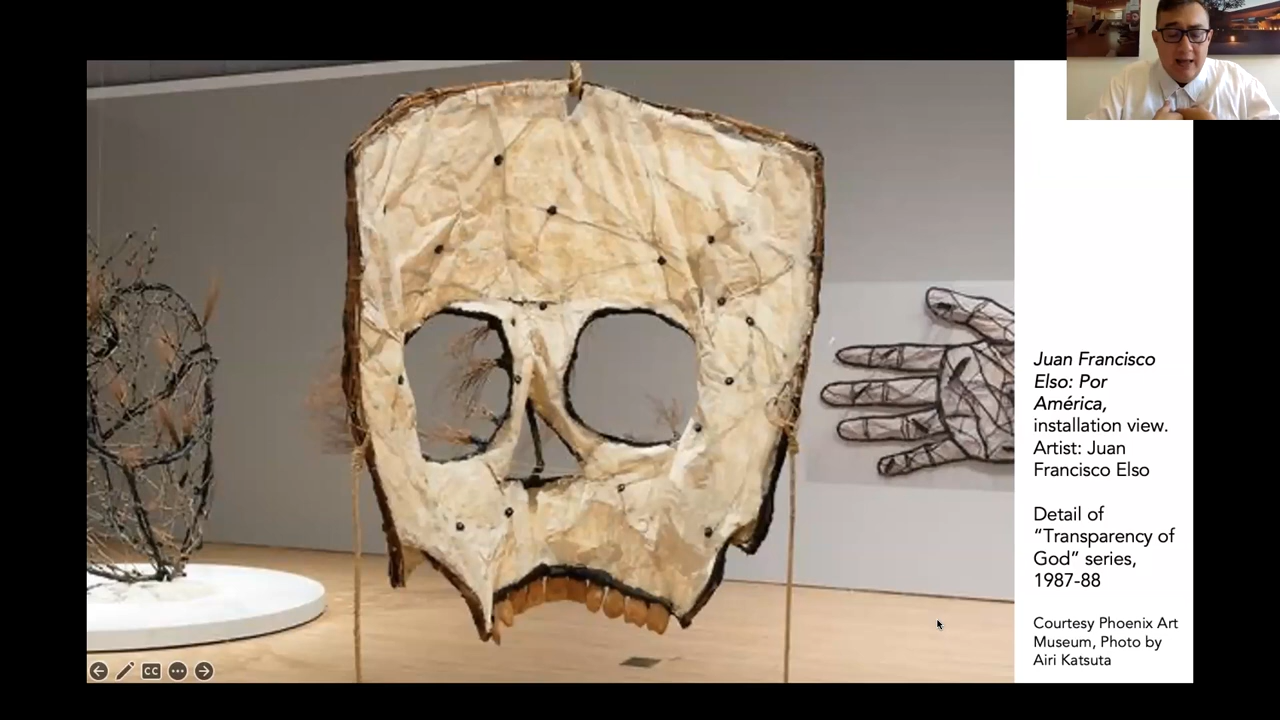 Juan Francisco
Elso: Por
América,
installation view.
Artist: Juan
Francisco Elso
Detail of
“Transparency of
God” series,
1987-88
Courtesy Phoenix Art
Museum, Photo by
Airi Katsuta
CC